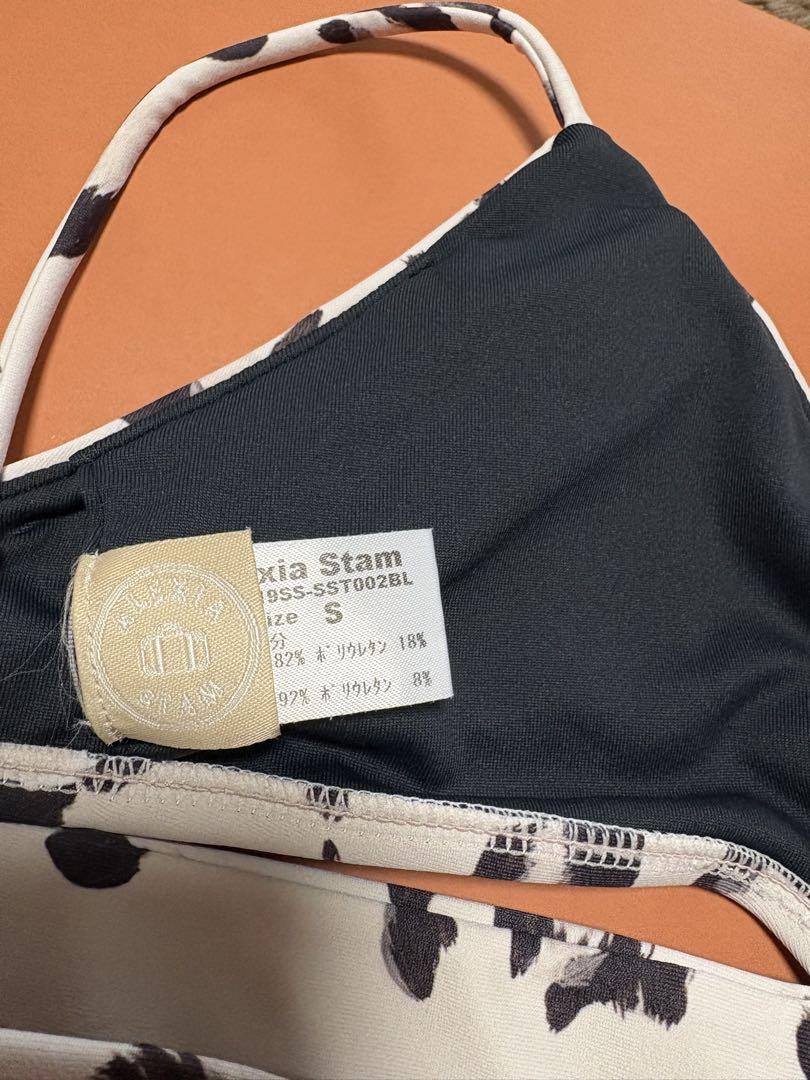 ALEXIA
STAM
xia Stam
9SS-SST002BL
ize S
分
82% ポリウレタン 18%
92% ポリウレタン 8%